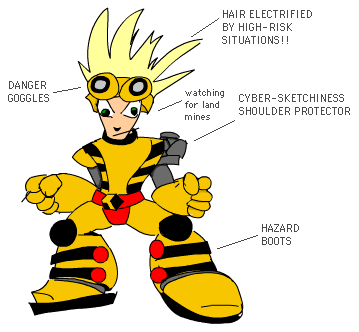 HAIR ELECTRIFIED
BY HIGH-RISK
SITUATIONS!!
DANGER
GOGGLES
watching
for land
mines
CYBER-SKETCHINESS
SHOULDER PROTECTOR
HAZARD
BOOTS